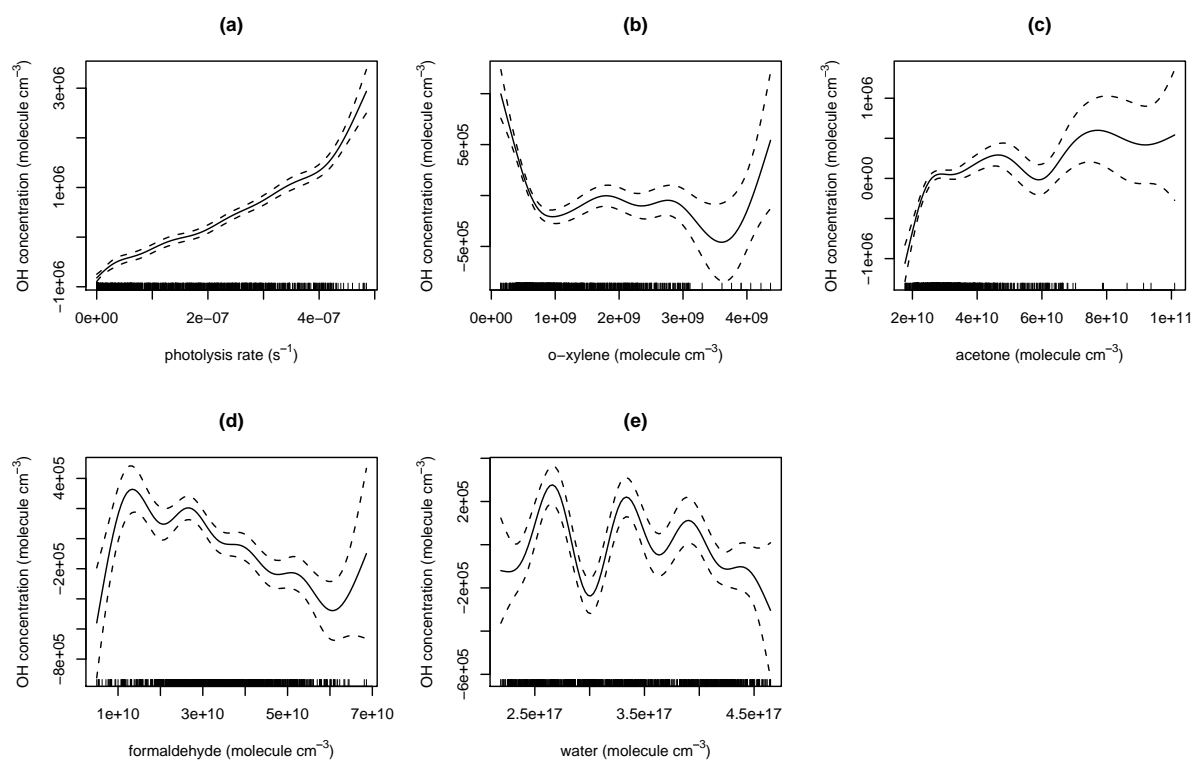 (a)
OH concentration (molecule cm⁻³)
−1e+06
1e+06
3e+06
0e+00 2e−07 4e−07
photolysis rate (s⁻¹)
(b)
OH concentration (molecule cm⁻³)
−5e+05
5e+05
0e+00 1e+09 2e+09 3e+09 4e+09
o−xylene (molecule cm⁻³)
(c)
OH concentration (molecule cm⁻³)
−1e+06
0e+00
1e+06
2e+10 4e+10 6e+10 8e+10 1e+11
acetone (molecule cm⁻³)
(d)
OH concentration (molecule cm⁻³)
−8e+05
−2e+05
4e+05
1e+10 3e+10 5e+10 7e+10
formaldehyde (molecule cm⁻³)
(e)
OH concentration (molecule cm⁻³)
−6e+05
−2e+05
2e+05
2.5e+17 3.5e+17 4.5e+17
water (molecule cm⁻³)